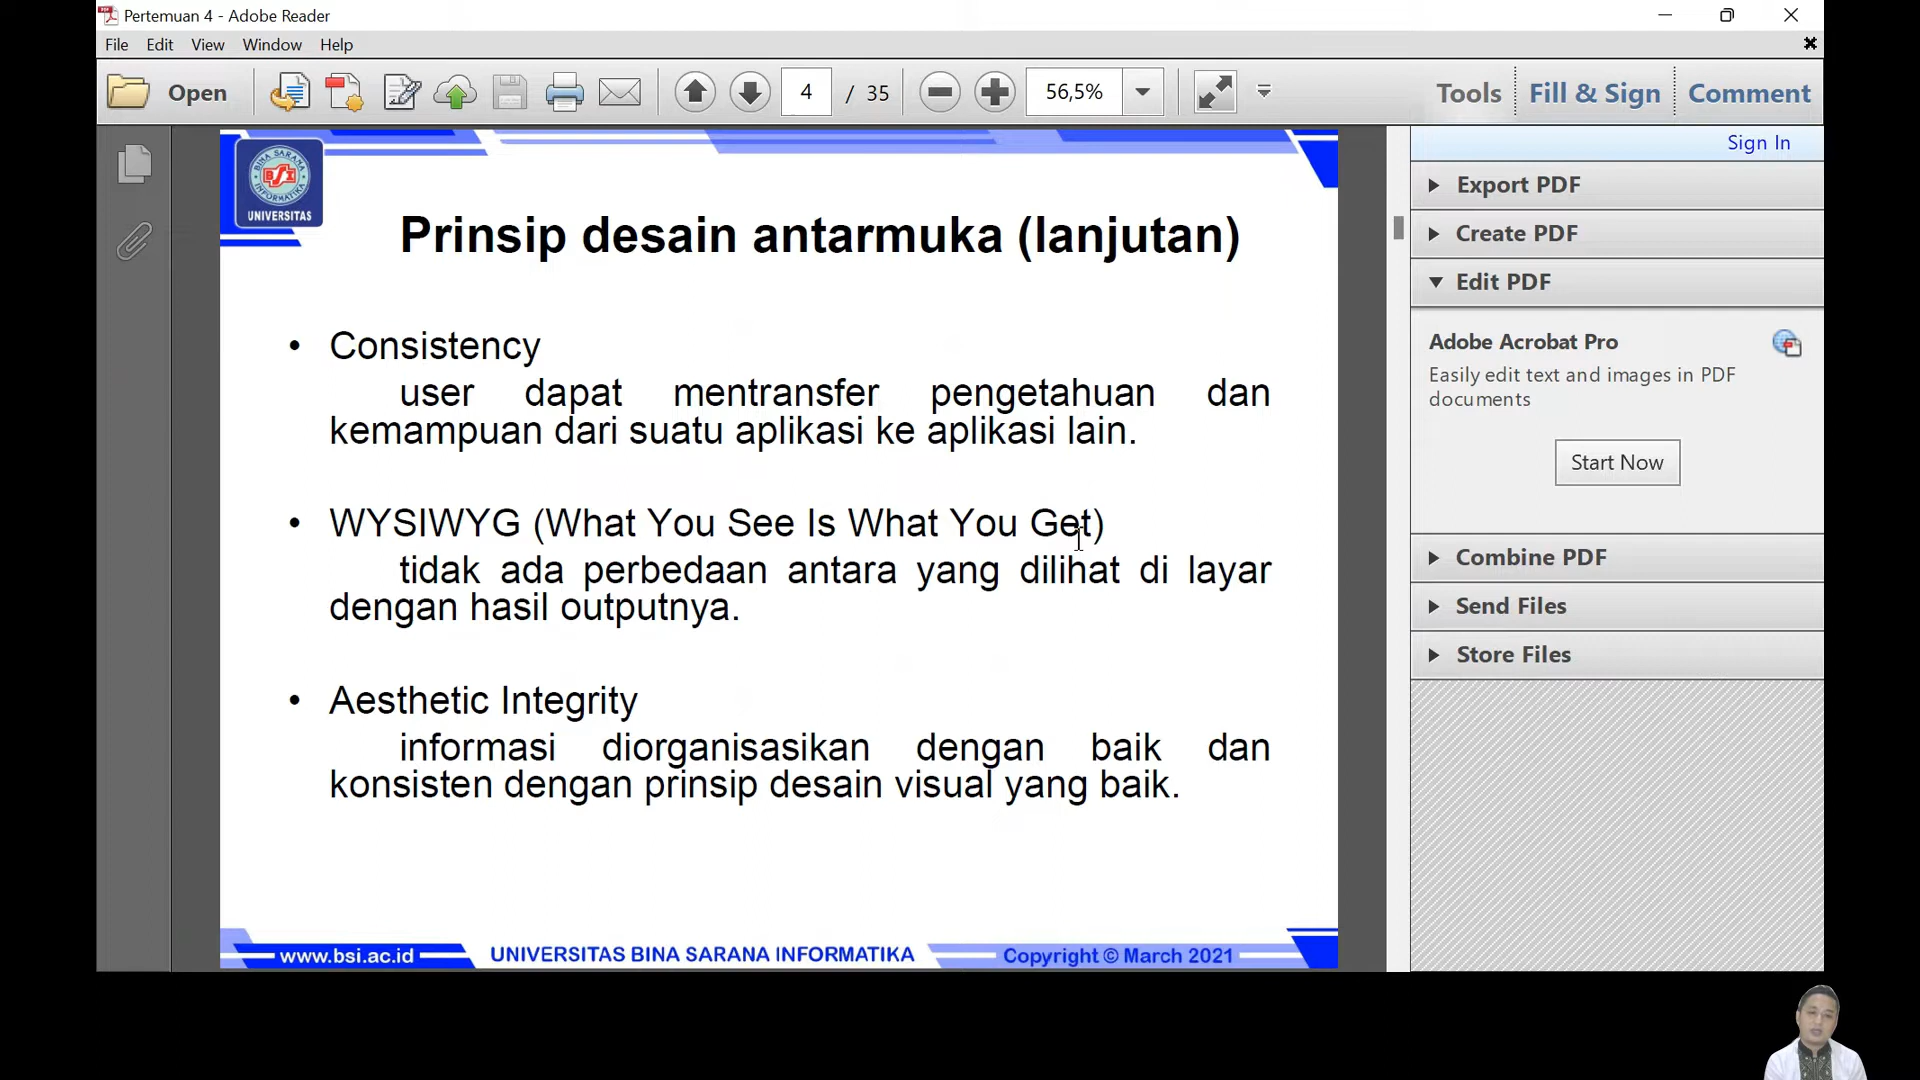 Pertemuan 4 - Adobe Reader
File Edit View Window Help
Open 4 / 35 56,5% Tools Fill & Sign Comment
Sign In
Export PDF
Create PDF
Edit PDF
Adobe Acrobat Pro
Easily edit text and images in PDF
documents
Start Now
Combine PDF
Send Files
Store Files
BINA SARANA
BSI
INFORMATIKA
UNIVERSITAS
Prinsip desain antarmuka (lanjutan)
• Consistency
user dapat mentransfer pengetahuan dan
kemampuan dari suatu aplikasi ke aplikasi lain.
• WYSIWYG (What You See Is What You Get)
tidak ada perbedaan antara yang dilihat di layar
dengan hasil outputnya.
• Aesthetic Integrity
informasi diorganisasikan dengan baik dan
konsisten dengan prinsip desain visual yang baik.
www.bsi.ac.id UNIVERSITAS BINA SARANA INFORMATIKA Copyright © March 2021